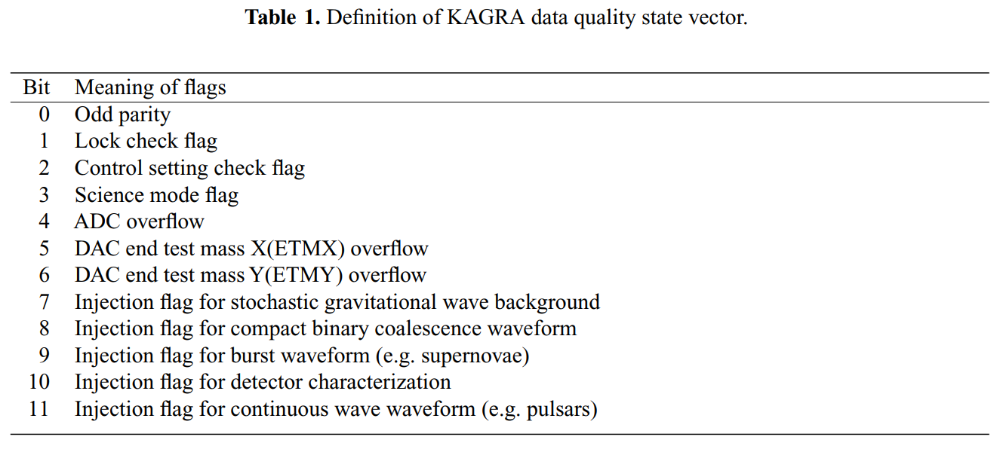 Table 1. Definition of KAGRA data quality state vector.
Bit Meaning of flags
0 Odd parity
1 Lock check flag
2 Control setting check flag
3 Science mode flag
4 ADC overflow
5 DAC end test mass X(ETMX) overflow
6 DAC end test mass Y(ETMY) overflow
7 Injection flag for stochastic gravitational wave background
8 Injection flag for compact binary coalescence waveform
9 Injection flag for burst waveform (e.g. supernovae)
10 Injection flag for detector characterization
11 Injection flag for continuous wave waveform (e.g. pulsars)